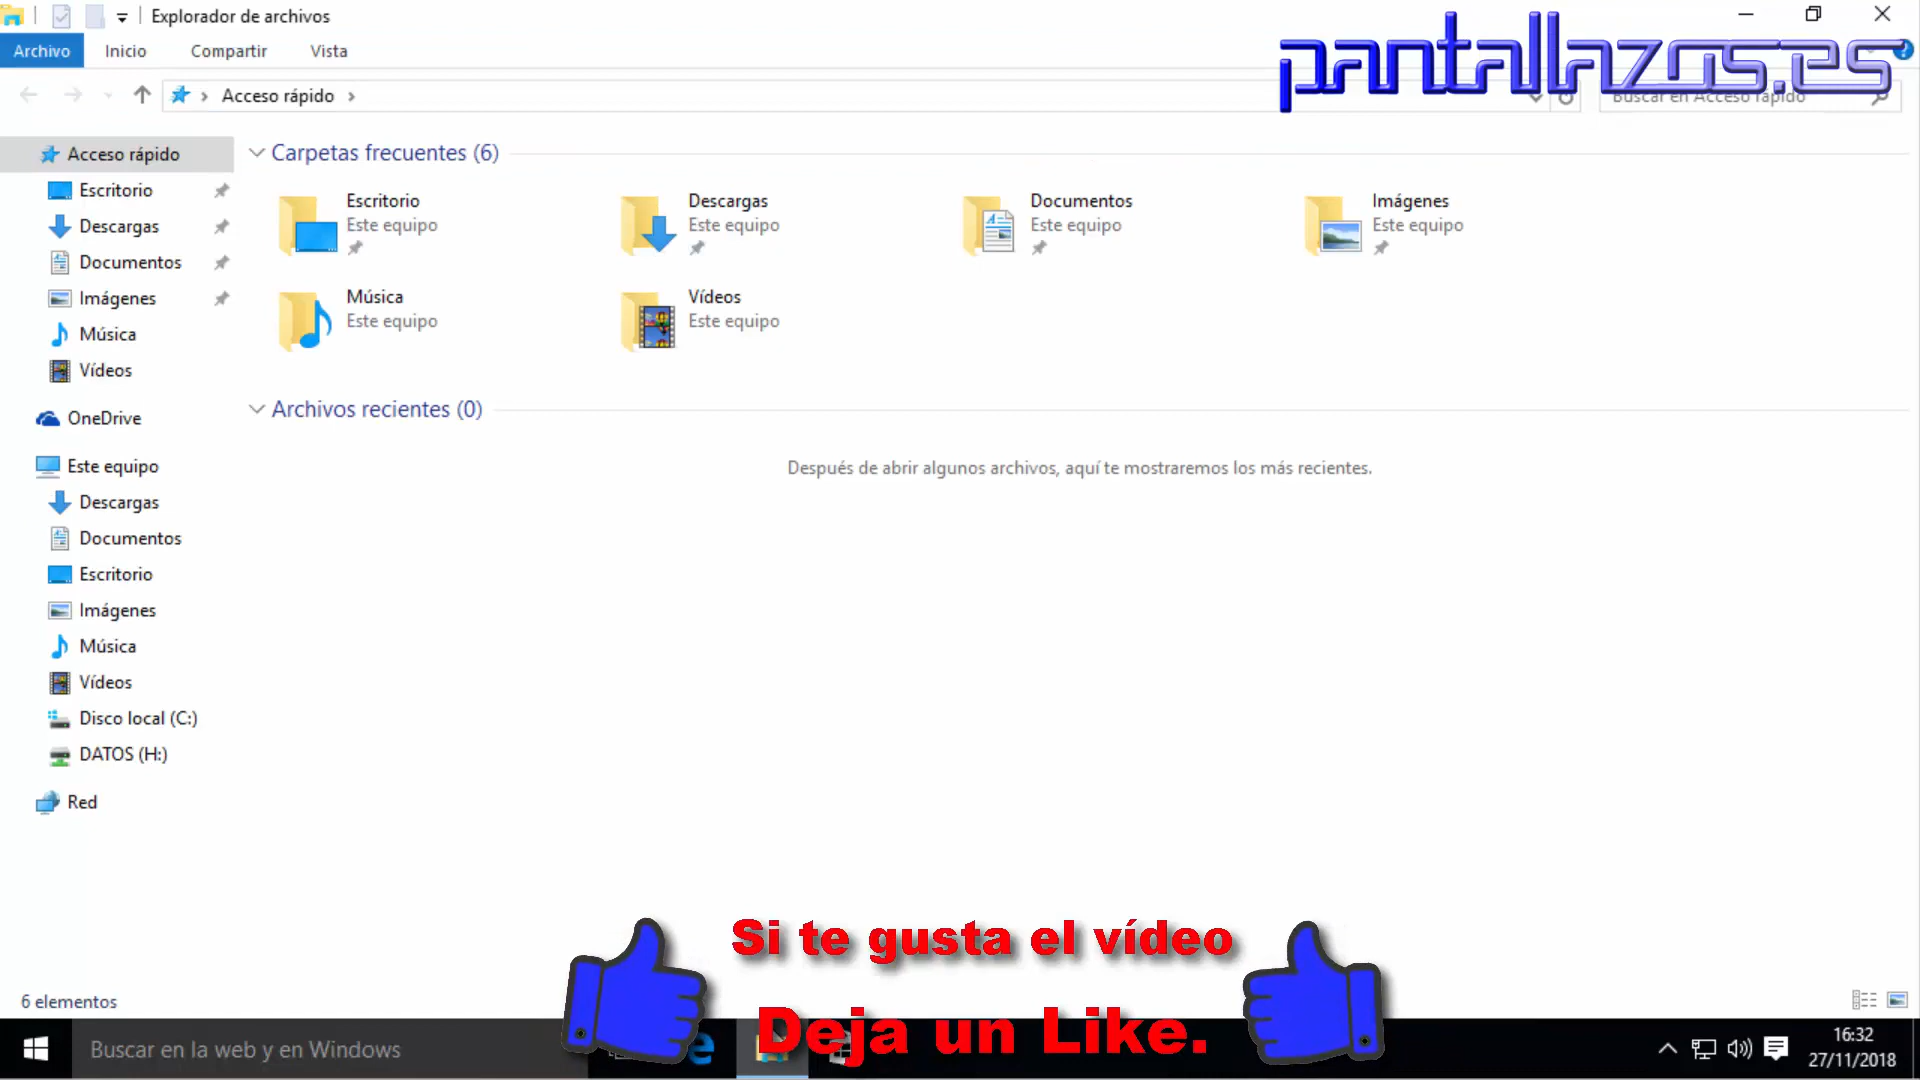 Explorador de archivos
pantallazos.es
Archivo Inicio Compartir Vista
Acceso rápido
Buscar en Acceso rápido
Acceso rápido
Escritorio
Descargas
Documentos
Imágenes
Música
Vídeos
OneDrive
Este equipo
Descargas
Documentos
Escritorio
Imágenes
Música
Vídeos
Disco local (C:)
DATOS (H:)
Red
Carpetas frecuentes (6)
Escritorio
Este equipo
Descargas
Este equipo
Documentos
Este equipo
Imágenes
Este equipo
Música
Este equipo
Vídeos
Este equipo
Archivos recientes (0)
Después de abrir algunos archivos, aquí te mostraremos los más recientes.
Si te gusta el vídeo
Deja un Like.
6 elementos
Buscar en la web y en Windows
16:32
27/11/2018